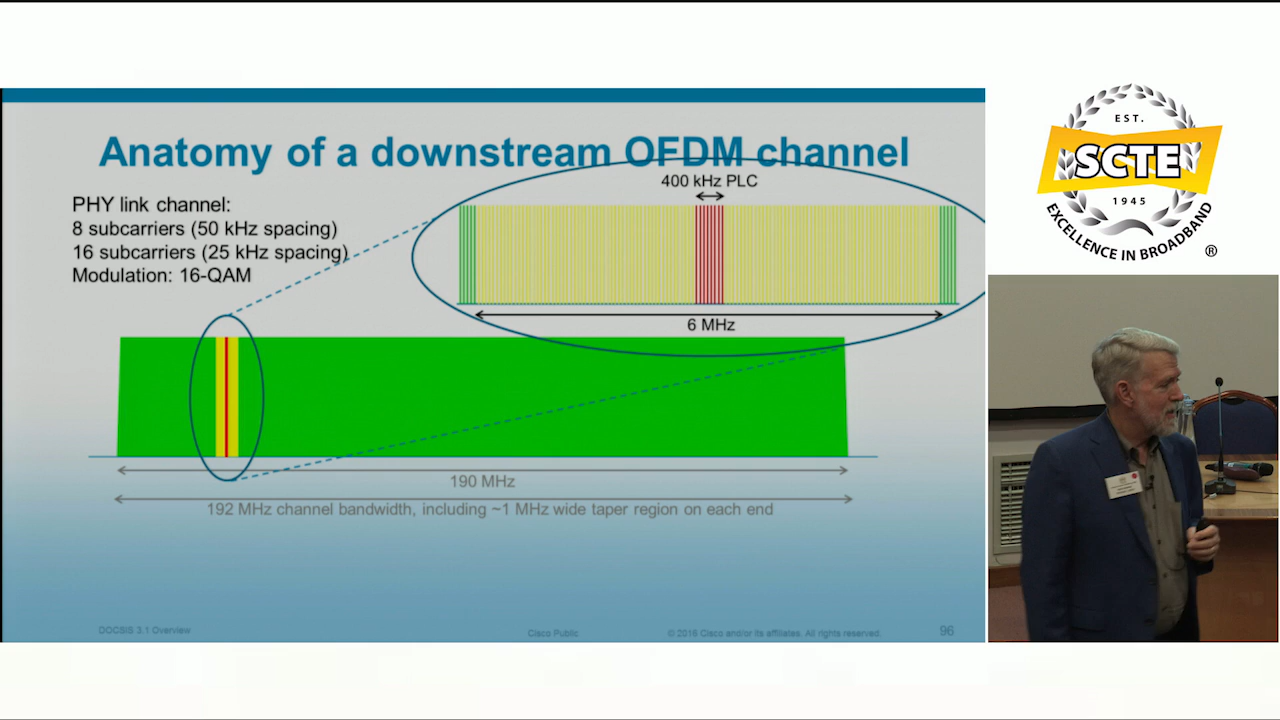 Anatomy of a downstream OFDM channel
PHY link channel:
8 subcarriers (50 kHz spacing)
16 subcarriers (25 kHz spacing)
Modulation: 16-QAM
400 kHz PLC
6 MHz
190 MHz
192 MHz channel bandwidth, including ~1 MHz wide taper region on each end
DOCSIS 3.1 Overview
Cisco Public
© 2016 Cisco and/or its affiliates. All rights reserved.
96
EST.
SCTE
1945
EXCELLENCE IN BROADBAND
®